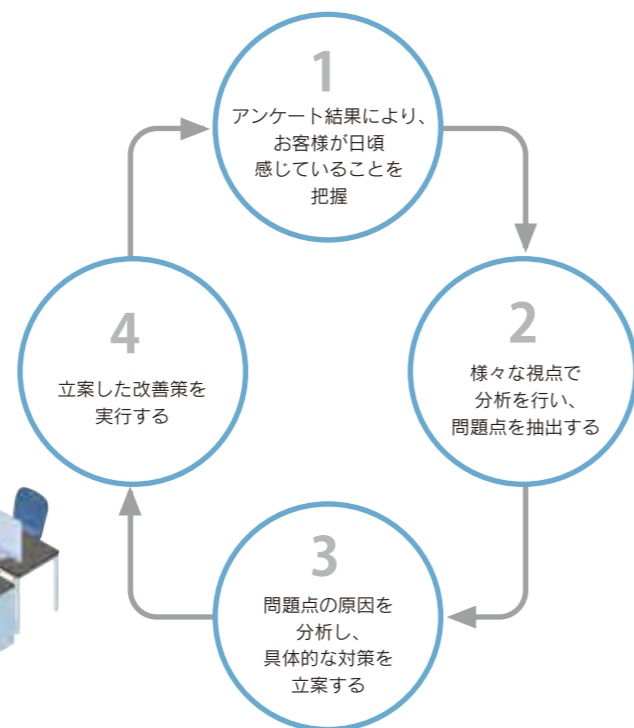 1
アンケート結果により、
お客様が日頃
感じていることを
把握
2
様々な視点で
分析を行い、
問題点を抽出する
3
問題点の原因を
分析し、
具体的な対策を
立案する
4
立案した改善策を
実行する